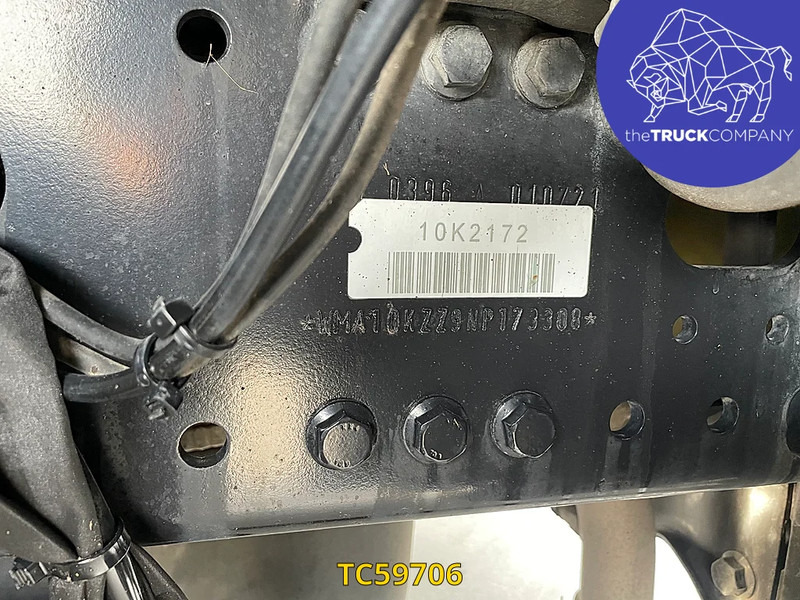 theTRUCKCOMPANY
0396 A 010721
10K2172
*WMA10KZZ9NP173308*
TC59706